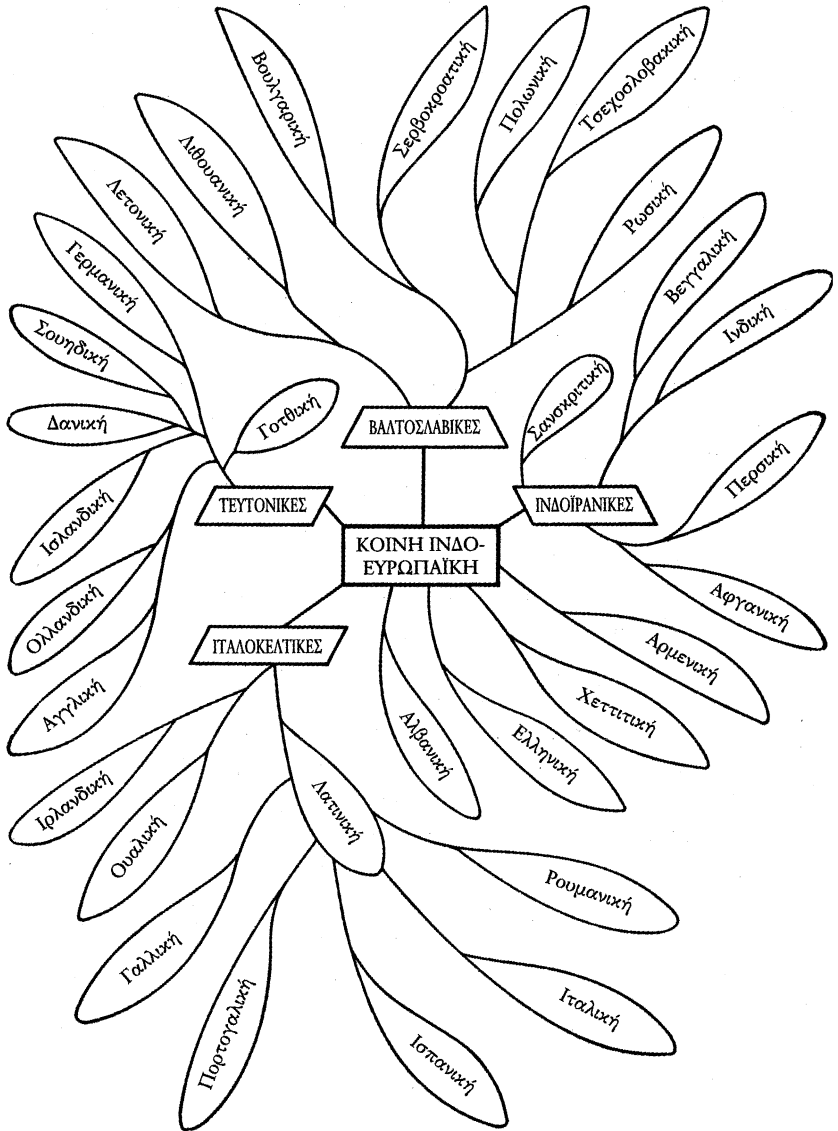 Βουλγαρική
Σερβοκροατική
Πολωνική
Τσεχοσλοβακική
Λιθουανική
Λετονική
Ρωσική
Γερμανική
Βεγγαλική
Σουηδική
Ινδική
Δανική
Γοτθική
ΒΑΛΤΟΣΛΑΒΙΚΕΣ
Σανσκριτική
Περσική
Ισλανδική
ΤΕΥΤΟΝΙΚΕΣ
ΙΝΔΟΪΡΑΝΙΚΕΣ
ΚΟΙΝΗ ΙΝΔΟ-
ΕΥΡΩΠΑΪΚΗ
Ολλανδική
Αφγανική
ΙΤΑΛΟΚΕΛΤΙΚΕΣ
Αρμενική
Αγγλική
Χεττιτική
Αλβανική
Ελληνική
Ιρλανδική
Λατινική
Ουαλική
Ρουμανική
Γαλλική
Ιταλική
Πορτογαλική
Ισπανική